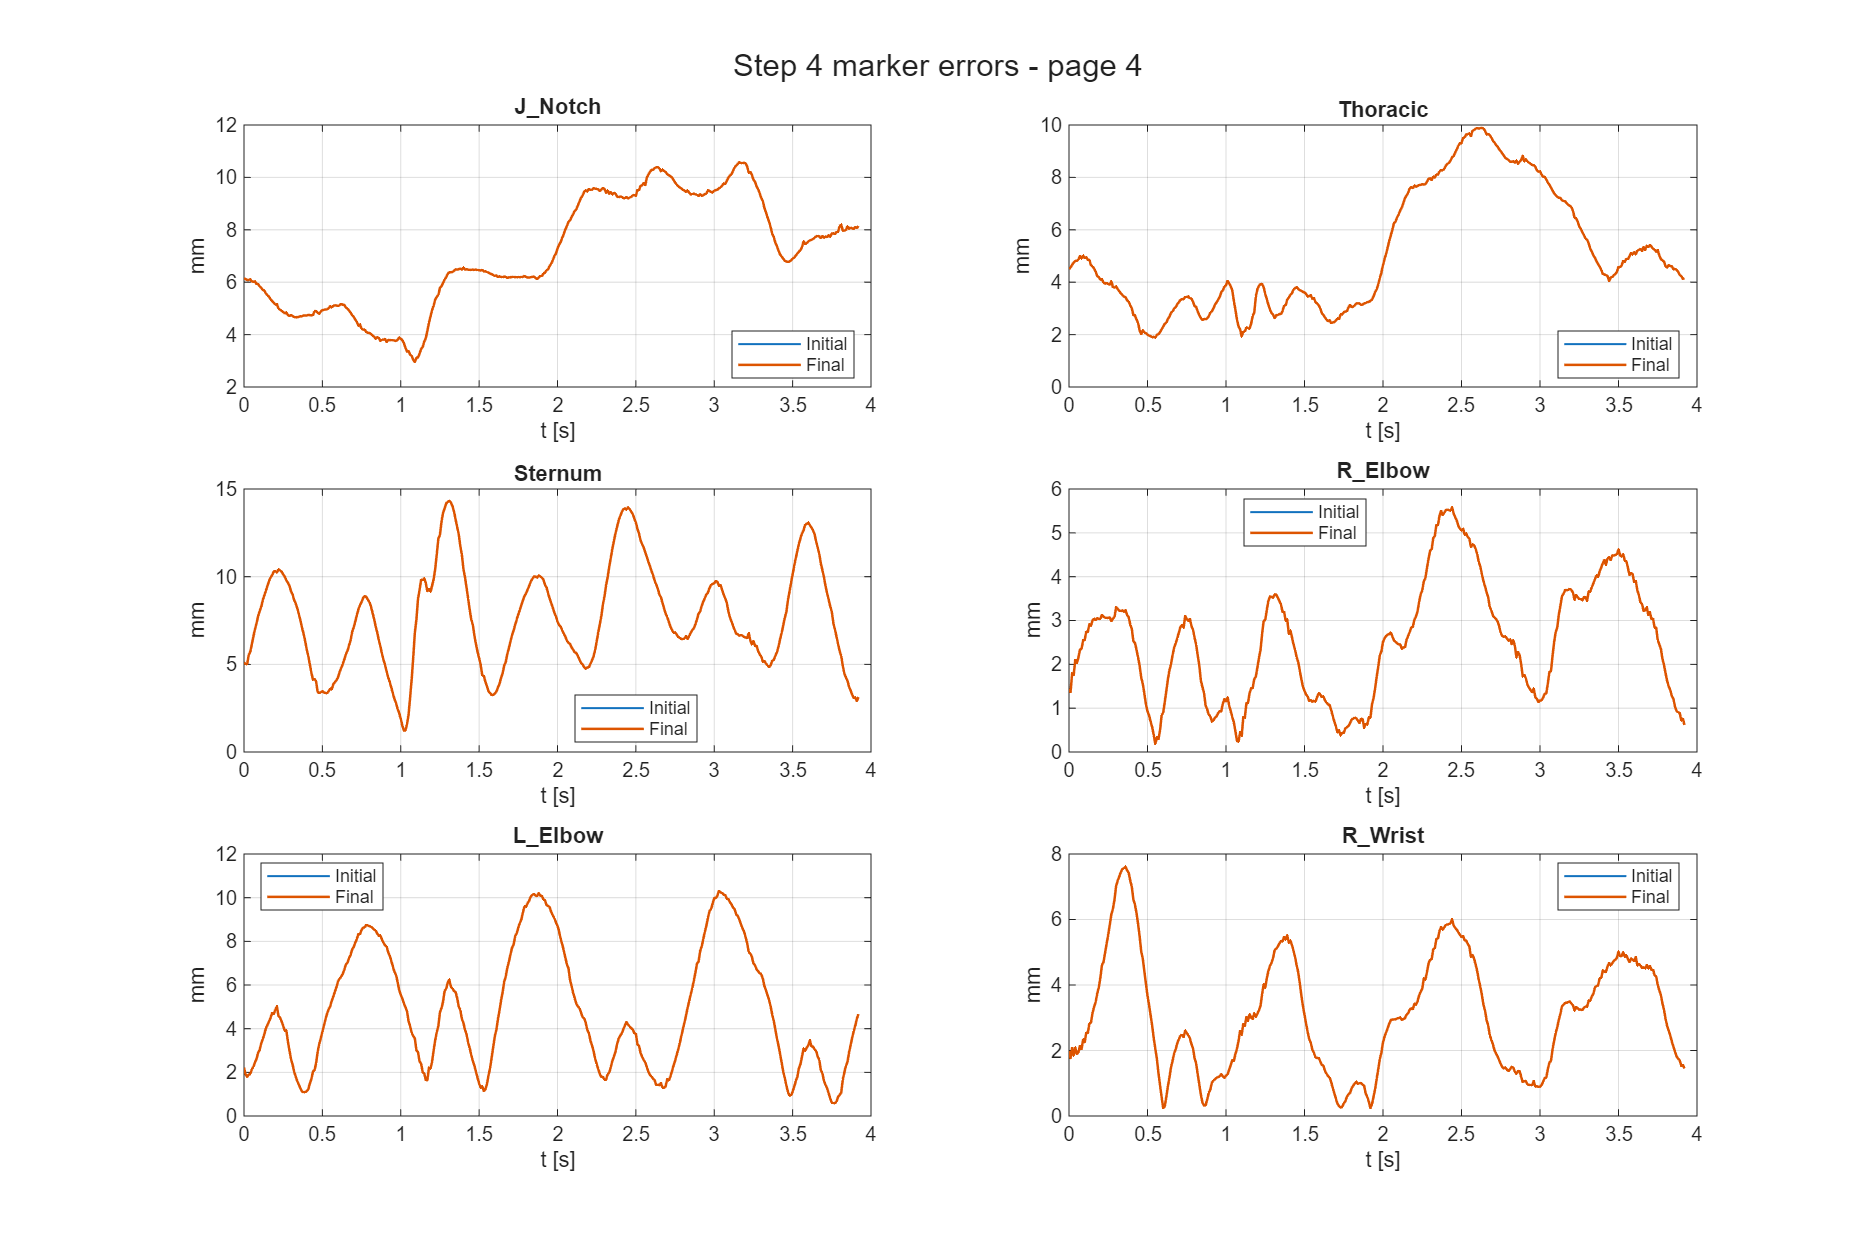 Step 4 marker errors - page 4
J_Notch
12
10
8
6
4
2
mm
0 0.5 1 1.5 2 2.5 3 3.5 4
t [s]
Initial
Final
Thoracic
10
8
6
4
2
0
mm
0 0.5 1 1.5 2 2.5 3 3.5 4
t [s]
Initial
Final
Sternum
15
10
5
0
mm
0 0.5 1 1.5 2 2.5 3 3.5 4
t [s]
Initial
Final
R_Elbow
6
5
4
3
2
1
0
mm
0 0.5 1 1.5 2 2.5 3 3.5 4
t [s]
Initial
Final
L_Elbow
12
10
8
6
4
2
0
mm
0 0.5 1 1.5 2 2.5 3 3.5 4
t [s]
Initial
Final
R_Wrist
8
6
4
2
0
mm
0 0.5 1 1.5 2 2.5 3 3.5 4
t [s]
Initial
Final